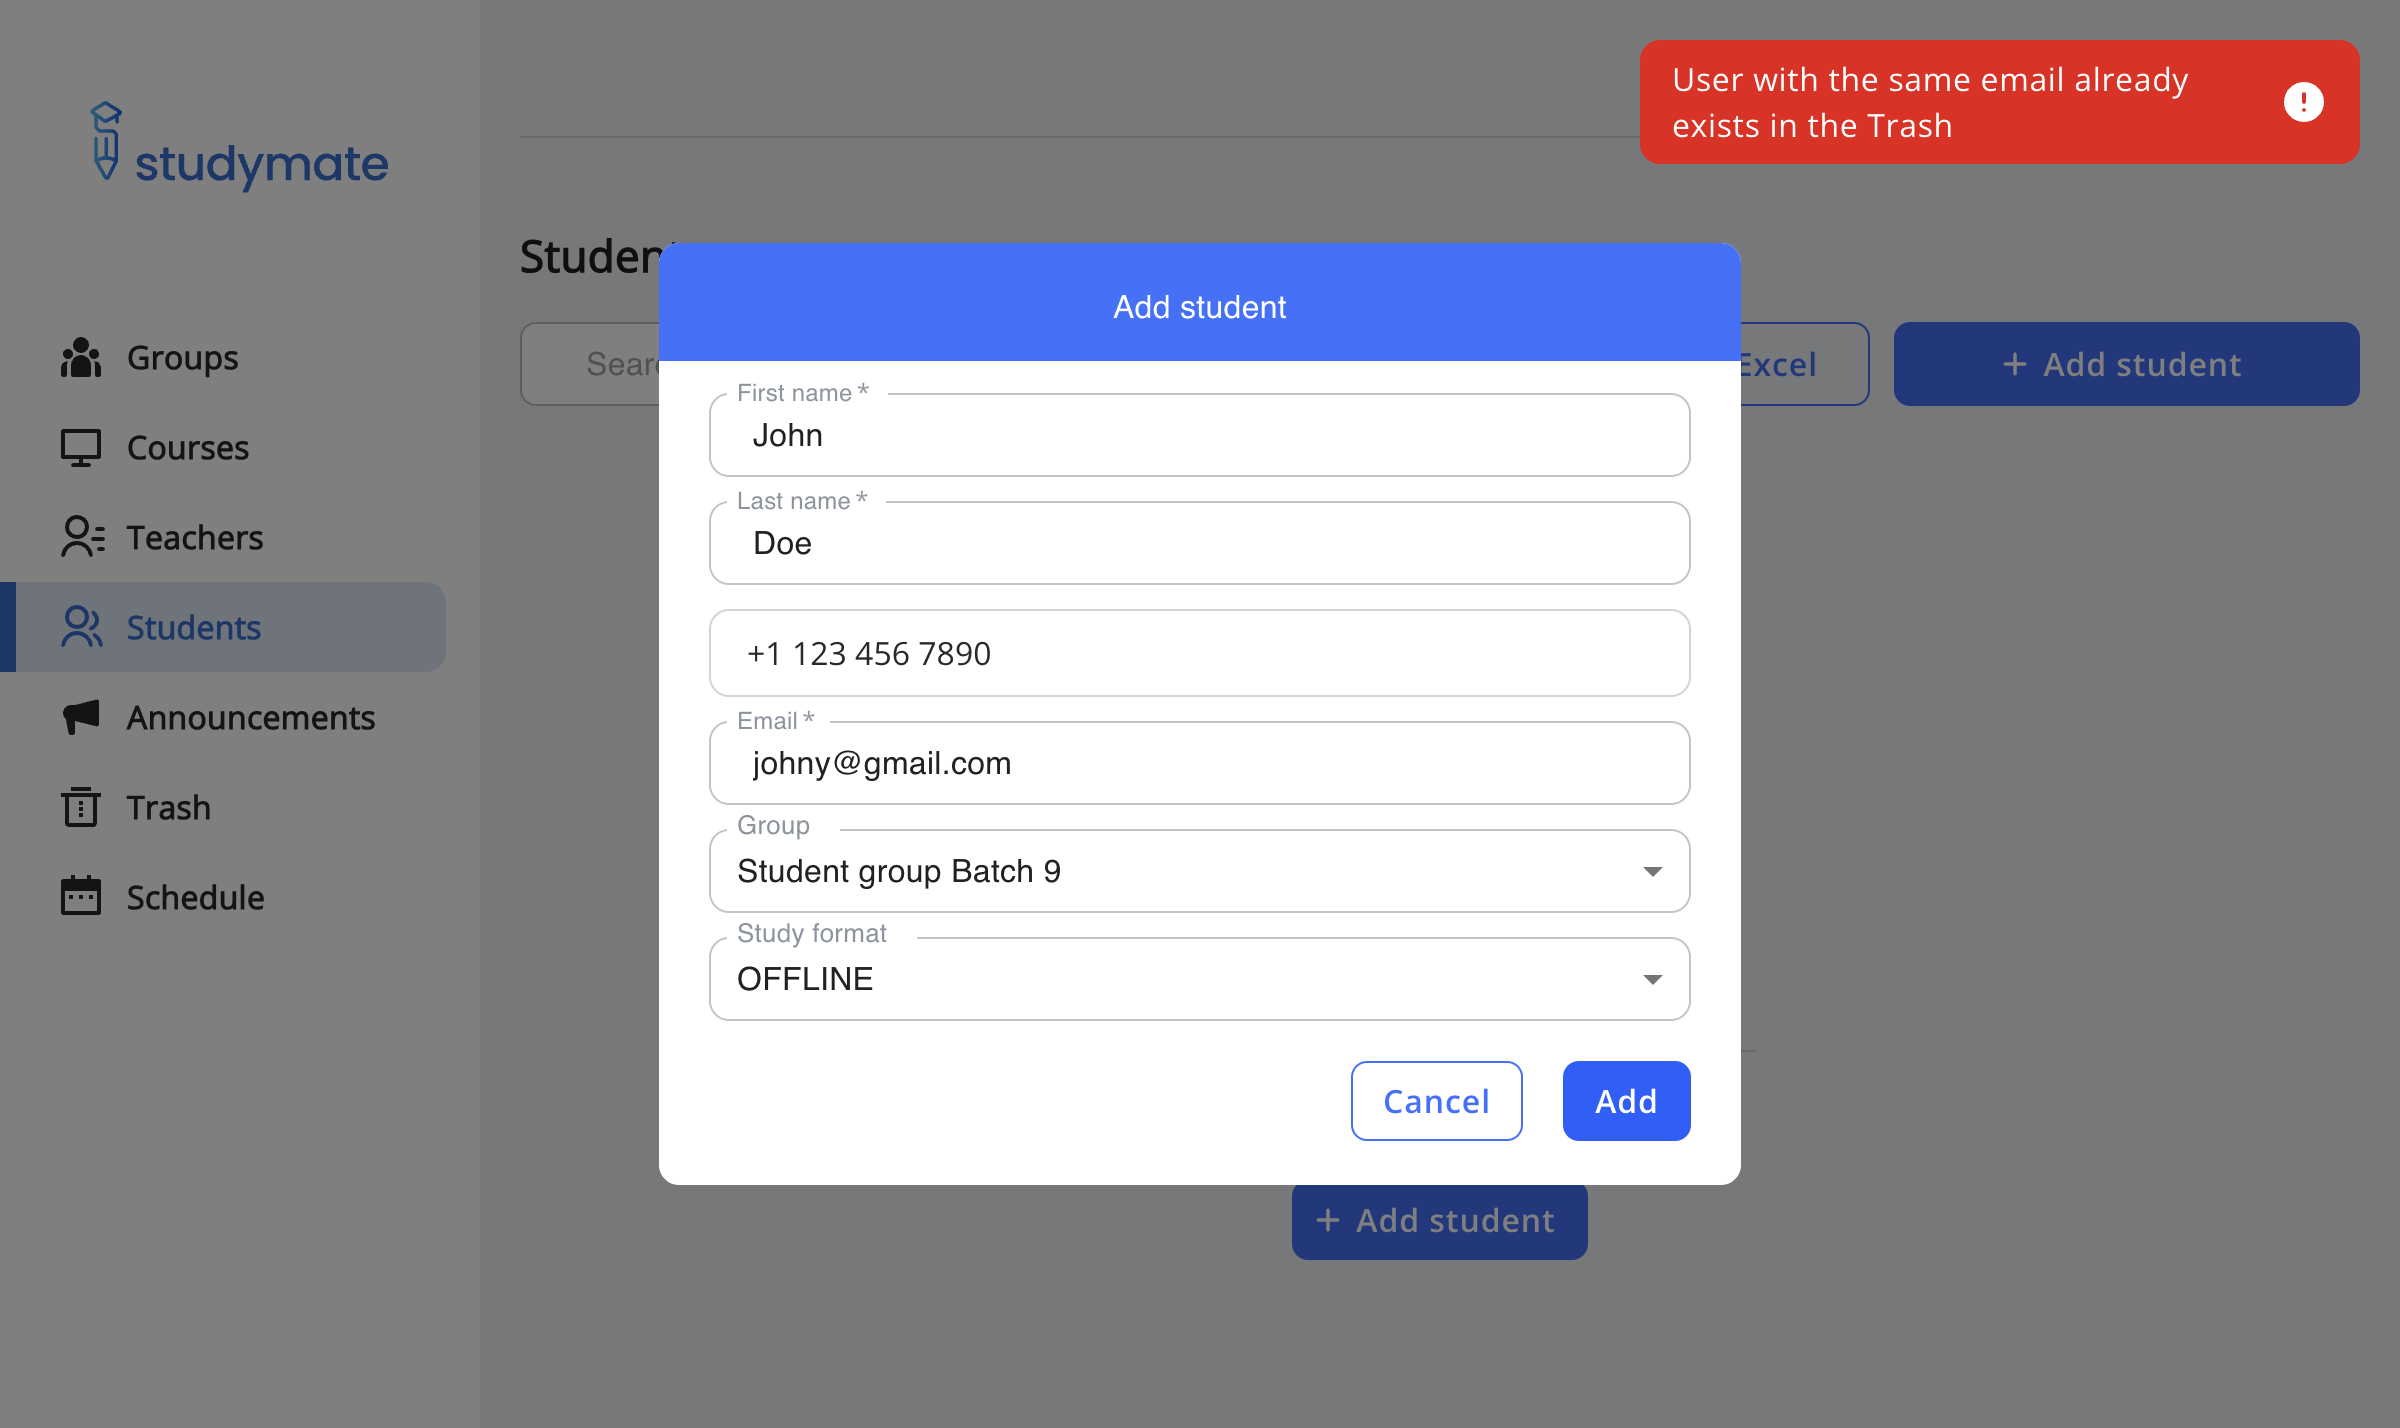 studymate
User with the same email already
exists in the Trash
Groups
Courses
Teachers
Students
Announcements
Trash
Schedule
Excel
+ Add student
Add student
First name *
John
Last name *
Doe
+1 123 456 7890
Email *
johny@gmail.com
Group
Student group Batch 9
Study format
OFFLINE
Cancel
Add
+ Add student